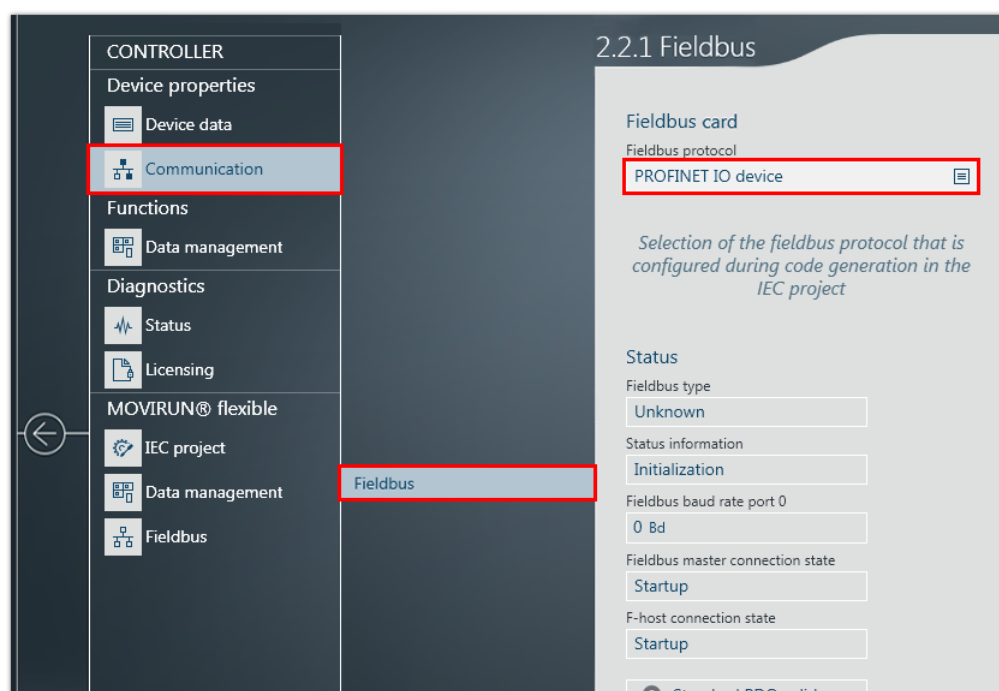 CONTROLLER
Device properties
Device data
Communication
Functions
Data management
Diagnostics
Status
Licensing
MOVIRUN® flexible
IEC project
Data management
Fieldbus
Fieldbus
2.2.1 Fieldbus
Fieldbus card
Fieldbus protocol
PROFINET IO device
Selection of the fieldbus protocol that is
configured during code generation in the
IEC project
Status
Fieldbus type
Unknown
Status information
Initialization
Fieldbus baud rate port 0
0 Bd
Fieldbus master connection state
Startup
F-host connection state
Startup